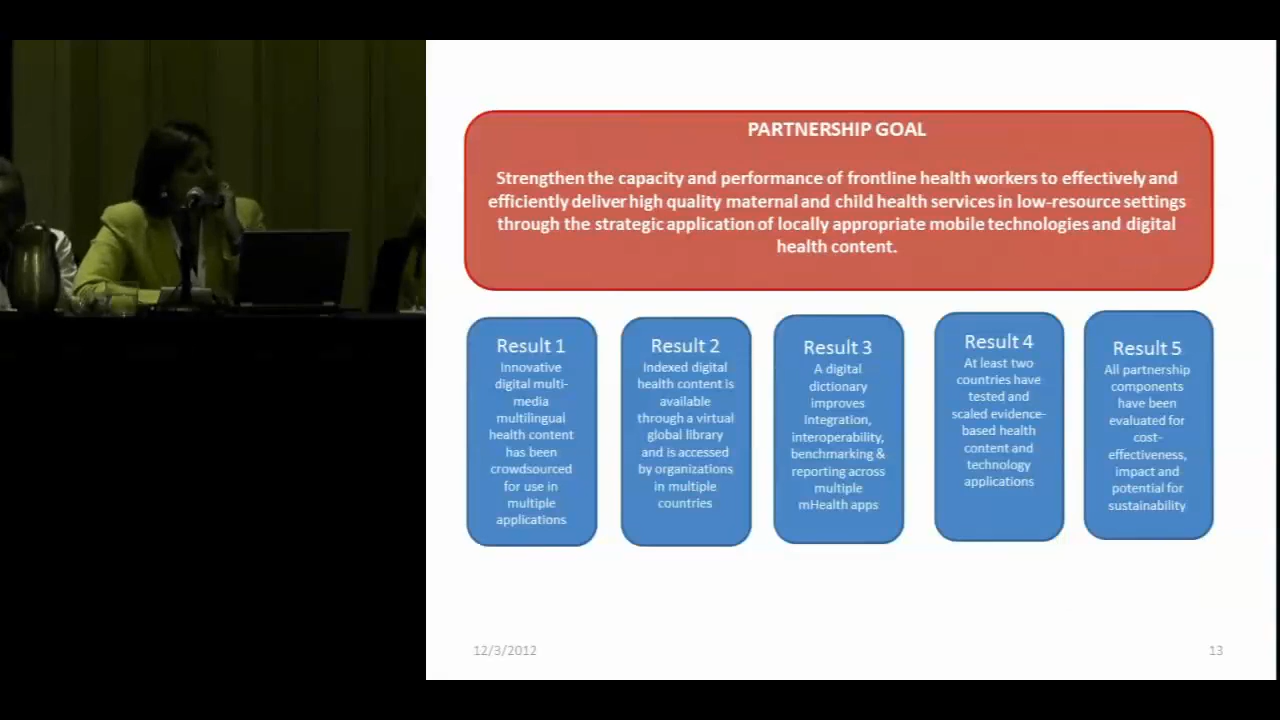 PARTNERSHIP GOAL
Strengthen the capacity and performance of frontline health workers to effectively and
efficiently deliver high quality maternal and child health services in low-resource settings
through the strategic application of locally appropriate mobile technologies and digital
health content.
Result 1
Innovative
digital multi-
media
multilingual
health content
has been
crowdsourced
for use in
multiple
applications
Result 2
Indexed digital
health content is
available
through a virtual
global library
and is accessed
by organizations
in multiple
countries
Result 3
A digital
dictionary
improves
Integration,
interoperability,
benchmarking &
reporting across
multiple
mHealth apps
Result 4
At least two
countries have
tested and
scaled evidence-
based health
content and
technology
applications
Result 5
All partnership
components
have been
evaluated for
cost-
effectiveness,
impact and
potential for
sustainability
12/3/2012
13